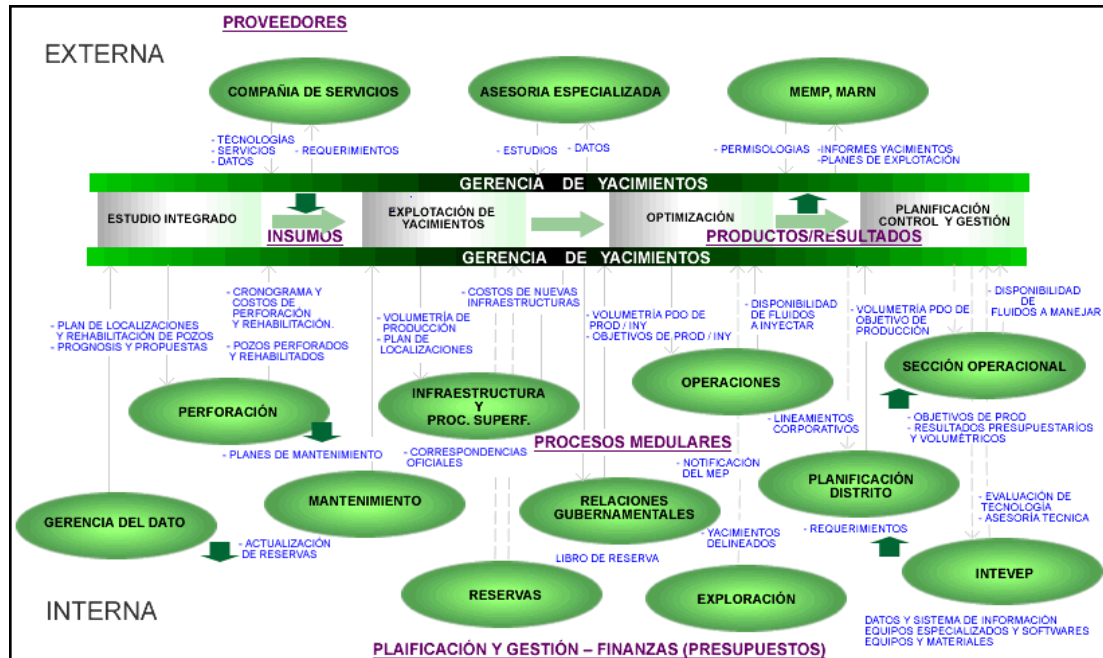 PROVEEDORES
EXTERNA
COMPAÑIA DE SERVICIOS
ASESORIA ESPECIALIZADA
MEMP, MARN
- TECNOLOGÍAS
- SERVICIOS
- DATOS
- REQUERIMIENTOS
- ESTUDIOS
- DATOS
- PERMISOLOGIAS
-INFORMES YACIMIENTOS
-PLANES DE EXPLOTACIÓN
GERENCIA DE YACIMIENTOS
ESTUDIO INTEGRADO
EXPLOTACIÓN DE
YACIMIENTOS
OPTIMIZACIÓN
PLANIFICACIÓN
CONTROL Y GESTIÓN
INSUMOS
PRODUCTOS/RESULTADOS
GERENCIA DE YACIMIENTOS
- PLAN DE LOCALIZACIONES
Y REHABILITACIÓN DE POZOS
- PROGNOSIS Y PROPUESTAS
- CRONOGRAMA Y
COSTOS DE
PERFORACIÓN
Y REHABILITACIÓN.
- POZOS PERFORADOS
Y REHABILITADOS
- VOLUMETRÍA DE
PRODUCCIÓN
- PLAN DE
LOCALIZACIONES
- COSTOS DE NUEVAS
INFRAESTRUCTURAS
- VOLUMETRÍA PDO DE
PROD / INY
- OBJETIVOS DE PROD / INY
- DISPONIBILIDAD
DE FLUIDOS
A INYECTAR
- VOLUMETRÍA PDO DE
OBJETIVO DE
PRODUCCIÓN
- DISPONIBILIDAD
DE
FLUIDOS A MANEJAR
PERFORACIÓN
INFRAESTRUCTURA
Y
PROC. SUPERF.
OPERACIONES
SECCIÓN OPERACIONAL
- PLANES DE MANTENIMIENTO
- CORRESPONDENCIAS
OFICIALES
PROCESOS MEDULARES
- LINEAMIENTOS
CORPORATIVOS
- OBJETIVOS DE PROD
- RESULTADOS PRESUPUESTARÍOS
Y VOLUMÉTRICOS
- NOTIFICACIÓN
DEL MEP
MANTENIMIENTO
RELACIONES
GUBERNAMENTALES
PLANIFICACIÓN
DISTRITO
- EVALUACIÓN DE
TECNOLOGÍA
- ASESORÍA TECNICA
GERENCIA DEL DATO
- ACTUALIZACIÓN
DE RESERVAS
- YACIMIENTOS
DELINEADOS
- REQUERIMIENTOS
LIBRO DE RESERVA
RESERVAS
EXPLORACIÓN
INTEVEP
INTERNA
DATOS Y SISTEMA DE INFORMACIÓN
EQUIPOS ESPECIALIZADOS Y SOFTWARES
EQUIPOS Y MATERIALES
PLAIFICACIÓN Y GESTIÓN – FINANZAS (PRESUPUESTOS)